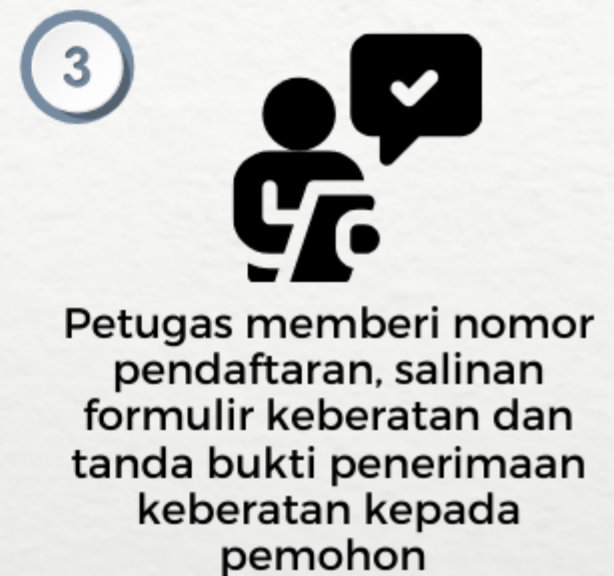 3
Petugas memberi nomor
pendaftaran, salinan
formulir keberatan dan
tanda bukti penerimaan
keberatan kepada
pemohon